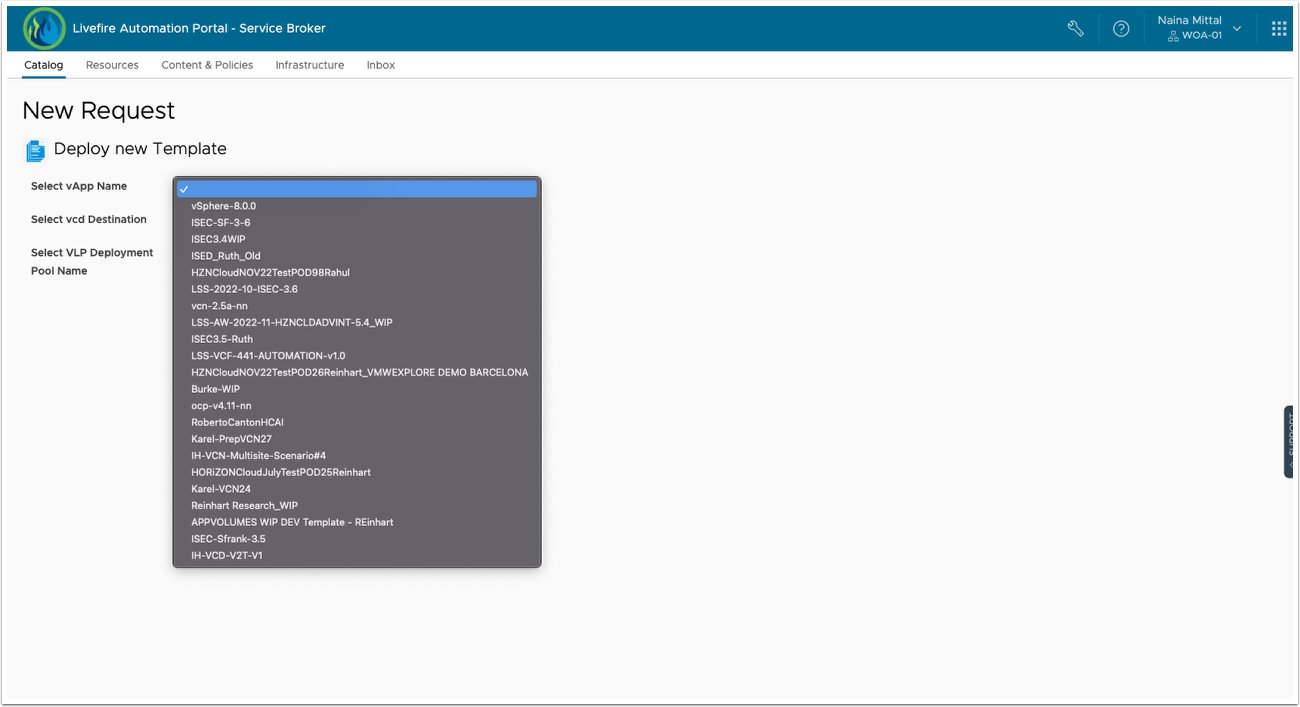 Livefire Automation Portal - Service Broker
Naina Mittal
WOA-01
Catalog Resources Content & Policies Infrastructure Inbox
New Request
Deploy new Template
Select vApp Name
Select vcd Destination
Select VLP Deployment
Pool Name
vSphere-8.0.0
ISEC-SF-3-6
ISEC3.4WIP
ISED_Ruth_Old
HZNCloudNOV22TestPOD98Rahul
LSS-2022-10-ISEC-3.6
vcn-2.5a-nn
LSS-AW-2022-11-HZNCLDADVINT-5.4_WIP
ISEC3.5-Ruth
LSS-VCF-441-AUTOMATION-v1.0
HZNCloudNOV22TestPOD26Reinhart_VMWEXPLORE DEMO BARCELONA
Burke-WIP
ocp-v4.11-nn
RobertoCantonHCAI
Karel-PrepVCN27
IH-VCN-Multisite-Scenario#4
HORiZONCloudJulyTestPOD25Reinhart
Karel-VCN24
Reinhart Research_WIP
APPVOLUMES WIP DEV Template - REinhart
ISEC-Sfrank-3.5
IH-VCD-V2T-V1
SUPPORT